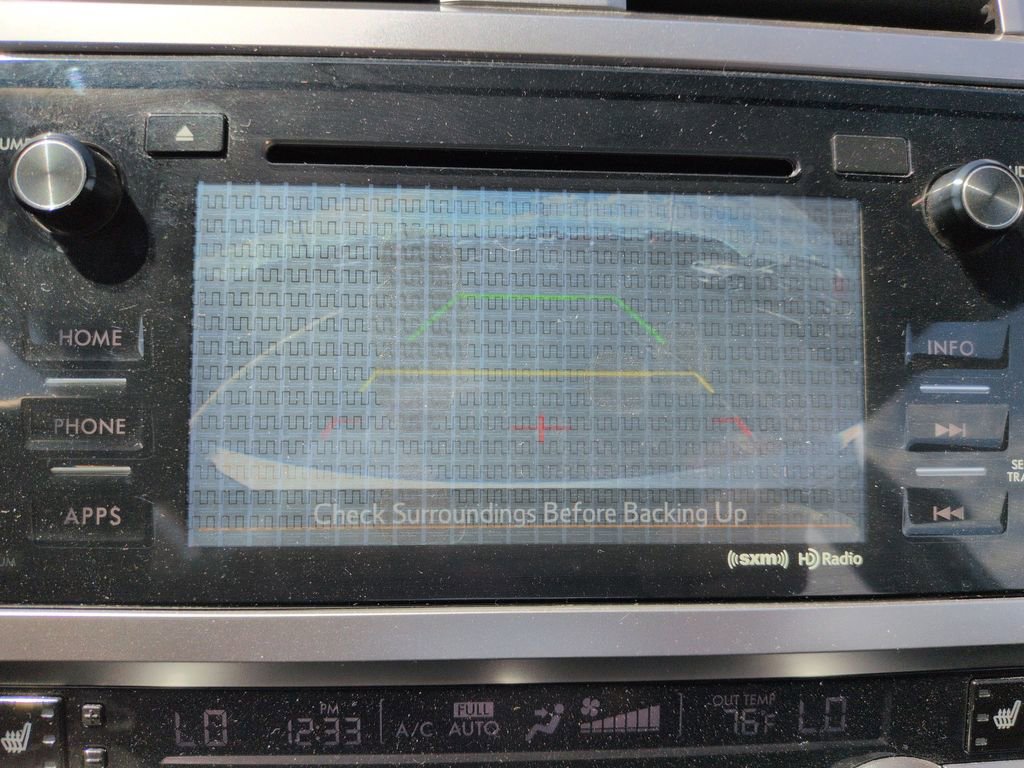 HOME
PHONE
APPS
INFO
Check Surroundings Before Backing Up
((sxm)) HD Radio
LO
PM
12:33
A/C
FULL
AUTO
OUT TEMP
76F
LO